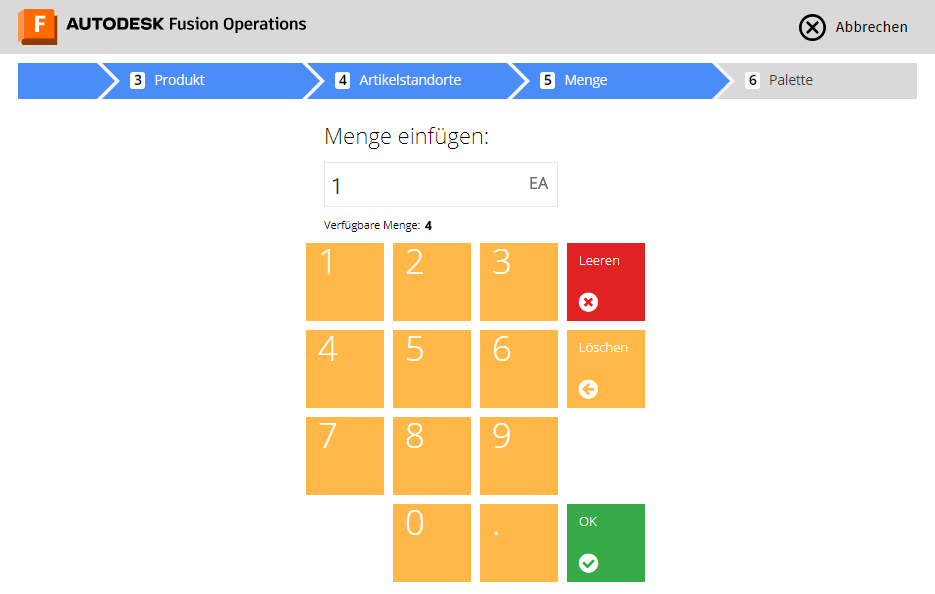 F AUTODESK Fusion Operations
Abbrechen
3 Produkt
4 Artikelstandorte
5 Menge
6 Palette
Menge einfügen:
1 EA
Verfügbare Menge: 4
1 2 3 Leeren
4 5 6 Löschen
7 8 9
0 . OK